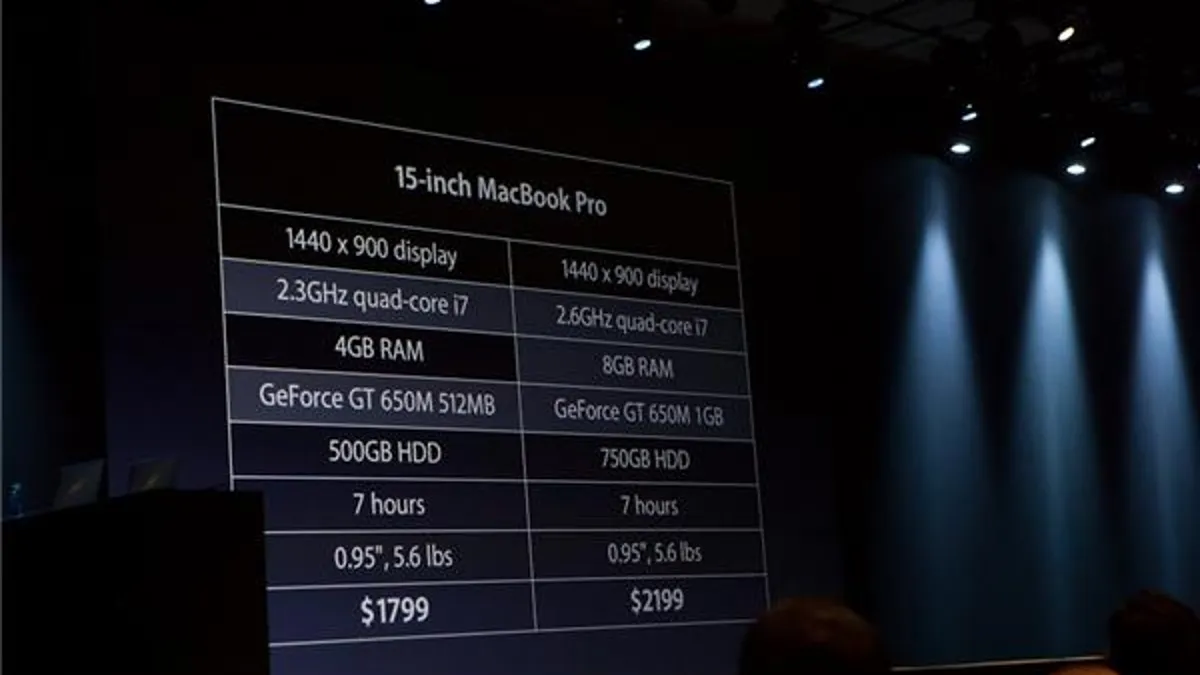 15-inch MacBook Pro
1440 x 900 display
1440 x 900 display
2.3GHz quad-core i7
2.6GHz quad-core i7
4GB RAM
8GB RAM
GeForce GT 650M 512MB
GeForce GT 650M 1GB
500GB HDD
750GB HDD
7 hours
7 hours
0.95", 5.6 lbs
0.95", 5.6 lbs
$1799
$2199